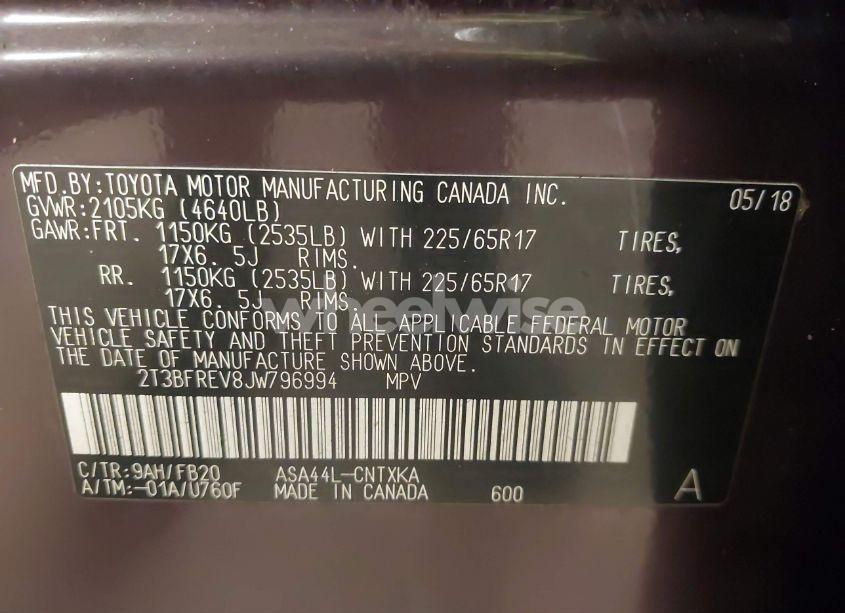 MFD.BY:TOYOTA MOTOR MANUFACTURING CANADA INC. 05/18
GVWR:2105KG (4640LB)
GAWR:FRT. 1150KG (2535LB) WITH 225/65R17 TIRES,
17X6. 5J RIMS.
RR. 1150KG (2535LB) WITH 225/65R17 TIRES,
17X6. 5J RIMS.
wheelwise
THIS VEHICLE CONFORMS TO ALL APPLICABLE FEDERAL MOTOR
VEHICLE SAFETY AND THEFT PREVENTION STANDARDS IN EFFECT ON
THE DATE OF MANUFACTURE SHOWN ABOVE.
2T3BFREV8JW796994 MPV
C/TR:9AH/FB20 ASA44L-CNTXKA
A/TM:-01A/U760F MADE IN CANADA 600 A